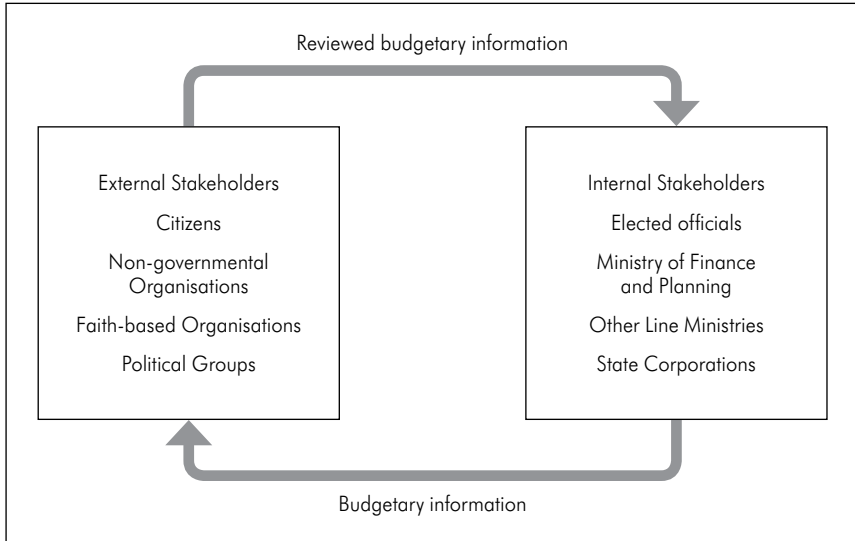 Reviewed budgetary information
External Stakeholders
Citizens
Non-governmental
Organisations
Faith-based Organisations
Political Groups
Internal Stakeholders
Elected officials
Ministry of Finance
and Planning
Other Line Ministries
State Corporations
Budgetary information